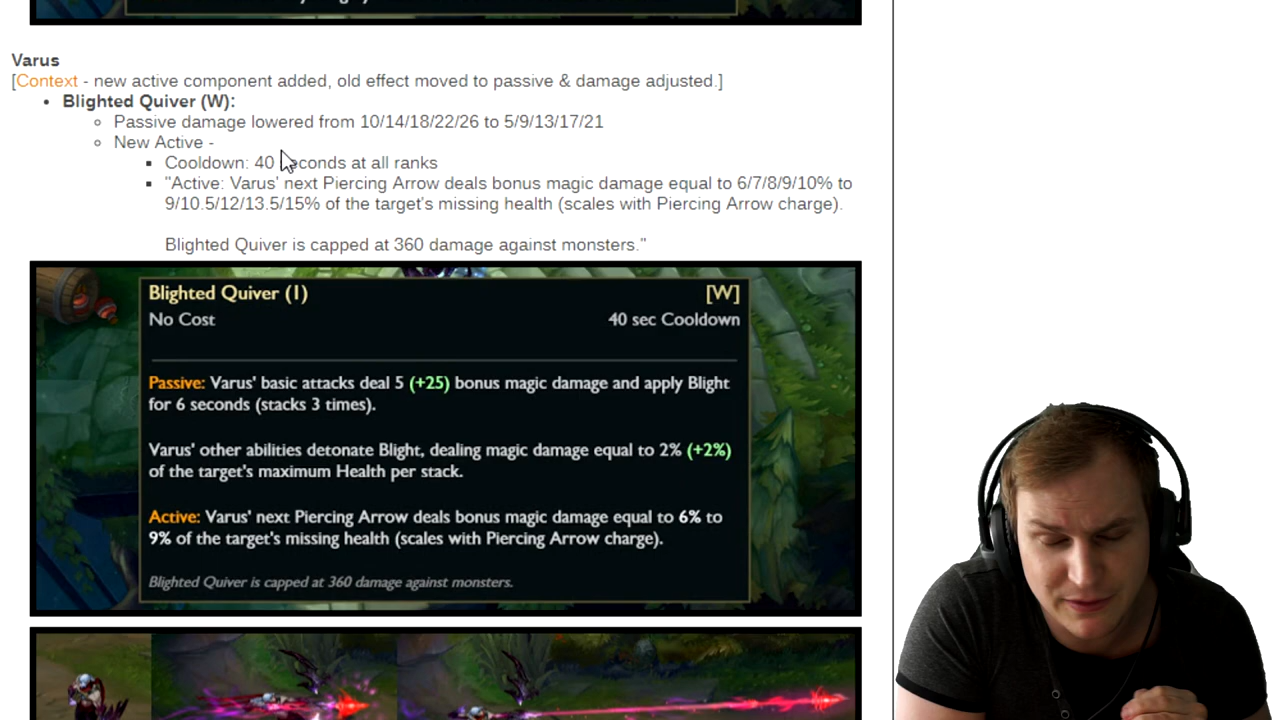 Varus
[Context - new active component added, old effect moved to passive & damage adjusted.]
Blighted Quiver (W):
Passive damage lowered from 10/14/18/22/26 to 5/9/13/17/21
New Active -
Cooldown: 40 seconds at all ranks
"Active: Varus' next Piercing Arrow deals bonus magic damage equal to 6/7/8/9/10% to
9/10.5/12/13.5/15% of the target's missing health (scales with Piercing Arrow charge).
Blighted Quiver is capped at 360 damage against monsters."
Blighted Quiver (1) [W]
No Cost 40 sec Cooldown
Passive: Varus' basic attacks deal 5 (+25) bonus magic damage and apply Blight
for 6 seconds (stacks 3 times).
Varus' other abilities detonate Blight, dealing magic damage equal to 2% (+2%)
of the target's maximum Health per stack.
Active: Varus' next Piercing Arrow deals bonus magic damage equal to 6% to
9% of the target's missing health (scales with Piercing Arrow charge).
Blighted Quiver is capped at 360 damage against monsters.